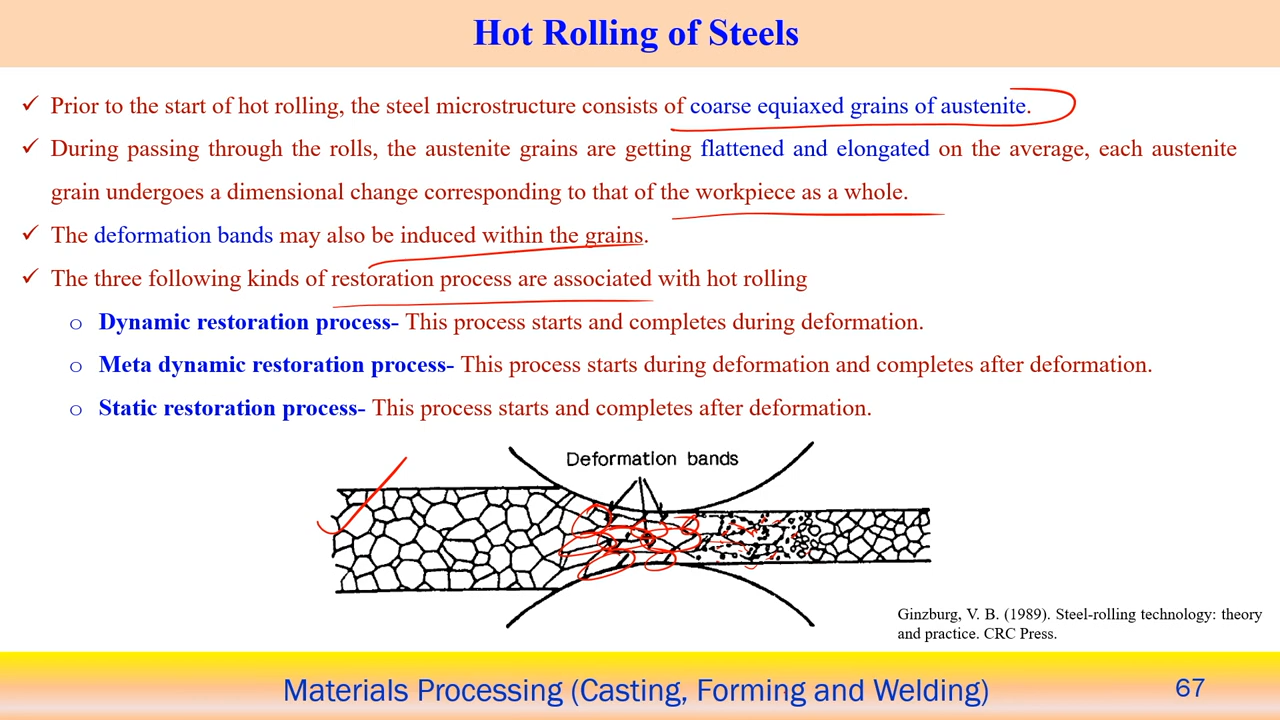 Hot Rolling of Steels
✓ Prior to the start of hot rolling, the steel microstructure consists of coarse equiaxed grains of austenite.
✓ During passing through the rolls, the austenite grains are getting flattened and elongated on the average, each austenite
grain undergoes a dimensional change corresponding to that of the workpiece as a whole.
✓ The deformation bands may also be induced within the grains.
✓ The three following kinds of restoration process are associated with hot rolling
o Dynamic restoration process- This process starts and completes during deformation.
o Meta dynamic restoration process- This process starts during deformation and completes after deformation.
o Static restoration process- This process starts and completes after deformation.
Deformation bands
Ginzburg, V. B. (1989). Steel-rolling technology: theory
and practice. CRC Press.
Materials Processing (Casting, Forming and Welding)
67